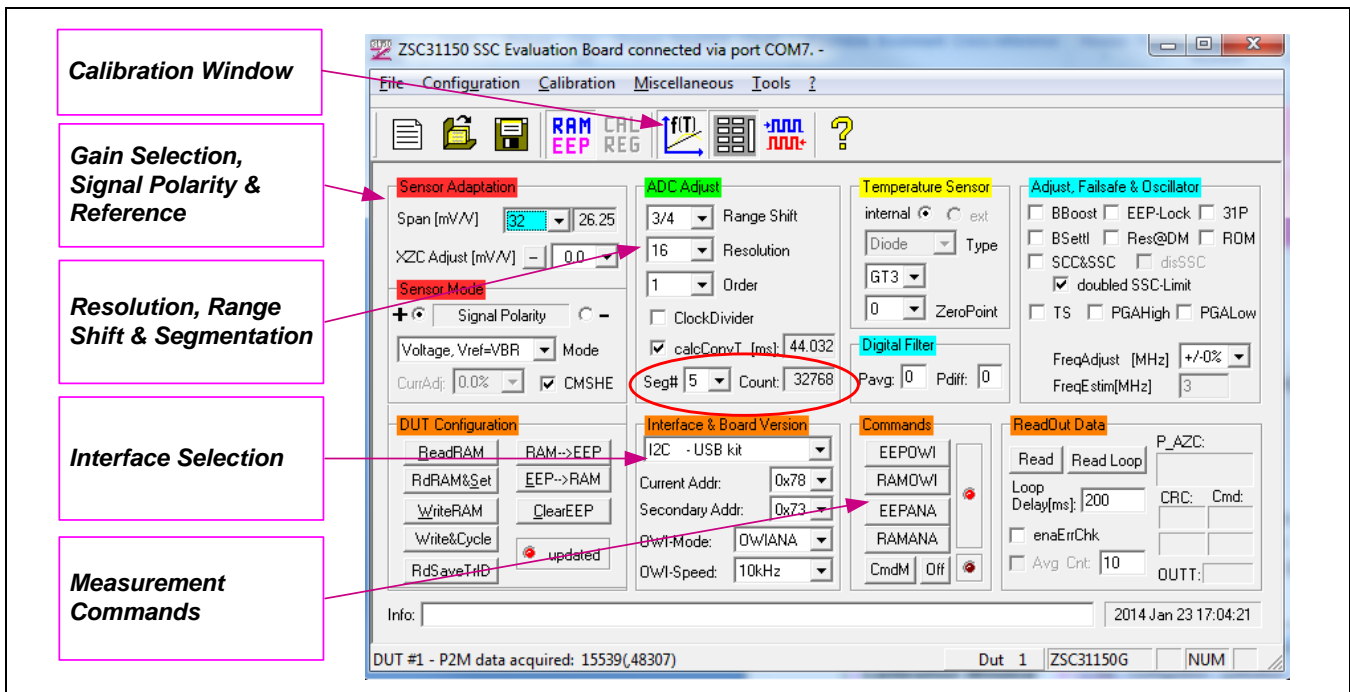 Calibration Window
Gain Selection,
Signal Polarity &
Reference
Resolution, Range
Shift & Segmentation
Interface Selection
Measurement
Commands
ZSC31150 SSC Evaluation Board connected via port COM7. -
File Configuration Calibration Miscellaneous Tools ?
RAM EEP
CAL REG
f(T)
Sensor Adaptation
Span [mV/V] 32 26.25
XZC Adjust [mV/V] - 0.0
Sensor Mode
+ Signal Polarity -
Voltage, Vref=VBR Mode
CurrAdj: 0.0% CMSHE
ADC Adjust
3/4 Range Shift
16 Resolution
1 Order
ClockDivider
calcConvT [ms]: 44.032
Seg# 5 Count: 32768
Temperature Sensor
internal ext
Diode Type
GT3
0 ZeroPoint
Digital Filter
Pavg: 0 Pdiff: 0
Adjust, Failsafe & Oscillator
BBoost EEP-Lock 31P
BSettl Res@DM ROM
SCC&SSC disSSC
doubled SSC-Limit
TS PGAHigh PGALow
FreqAdjust [MHz] +/-0%
FreqEstim[MHz] 3
DUT Configuration
ReadRAM RAM-->EEP
RdRAM&Set EEP-->RAM
WriteRAM ClearEEP
Write&Cycle
updated
RdSaveTrID
Interface & Board Version
I2C - USB kit
Current Addr: 0x78
Secondary Addr: 0x73
OWI-Mode: OWIANA
OWI-Speed: 10kHz
Commands
EEPOWI
RAMOWI
EEPANA
RAMANA
CmdM Off
ReadOut Data
Read Read Loop
P_AZC:
Loop
Delay[ms]: 200
CRC: Cmd:
enaErrChk
Avg Cnt: 10
OUTT:
Info:
2014 Jan 23 17:04:21
DUT #1 - P2M data acquired: 15539(,48307)
Dut 1 ZSC31150G NUM